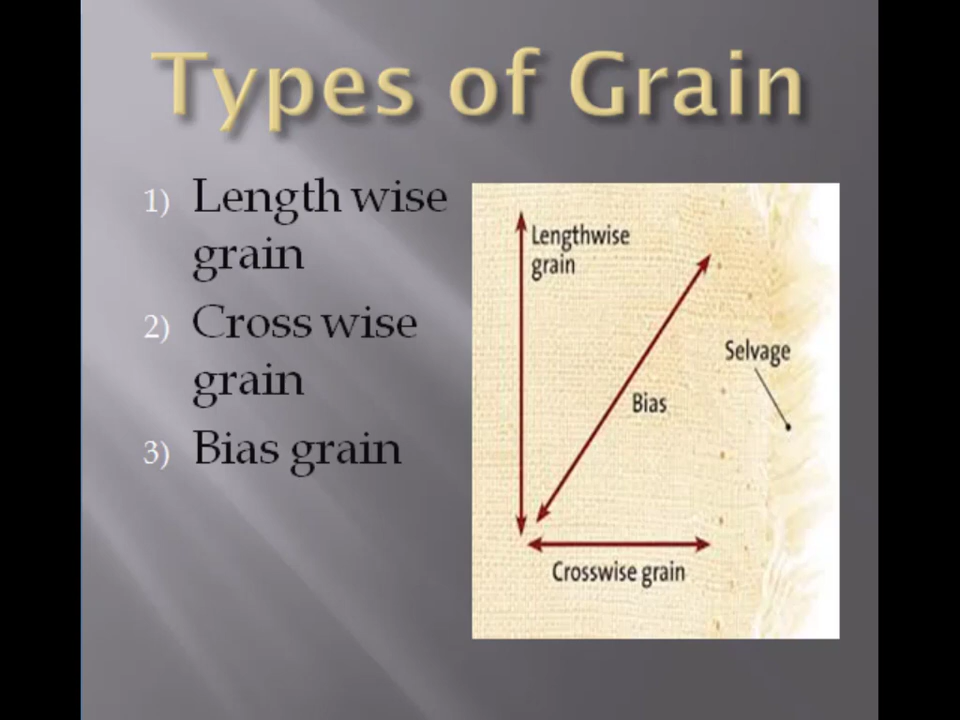 Types of Grain
1) Length wise
grain
2) Cross wise
grain
3) Bias grain
Lengthwise
grain
Selvage
Bias
Crosswise grain